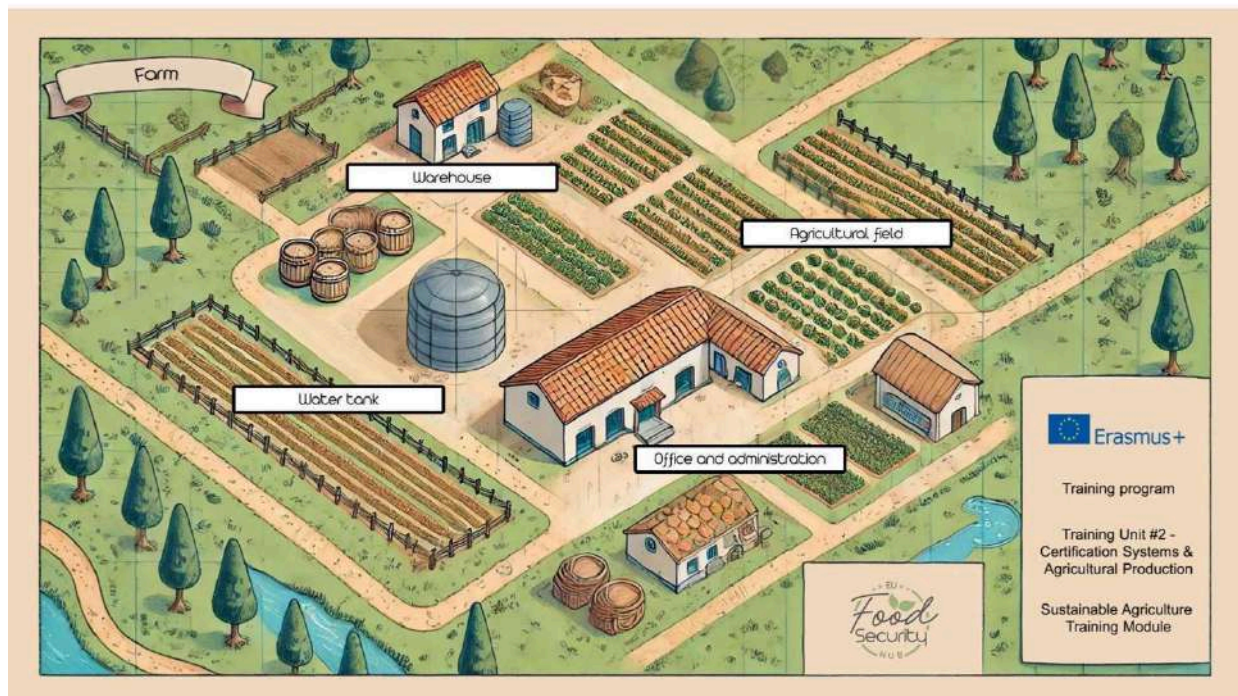 Farm
Warehouse
Agricultural field
Water tank
Office and administration
Erasmus+
Training program
Training Unit #2 -
Certification Systems &
Agricultural Production
Sustainable Agriculture
Training Module
EU
Food
Security
HUB